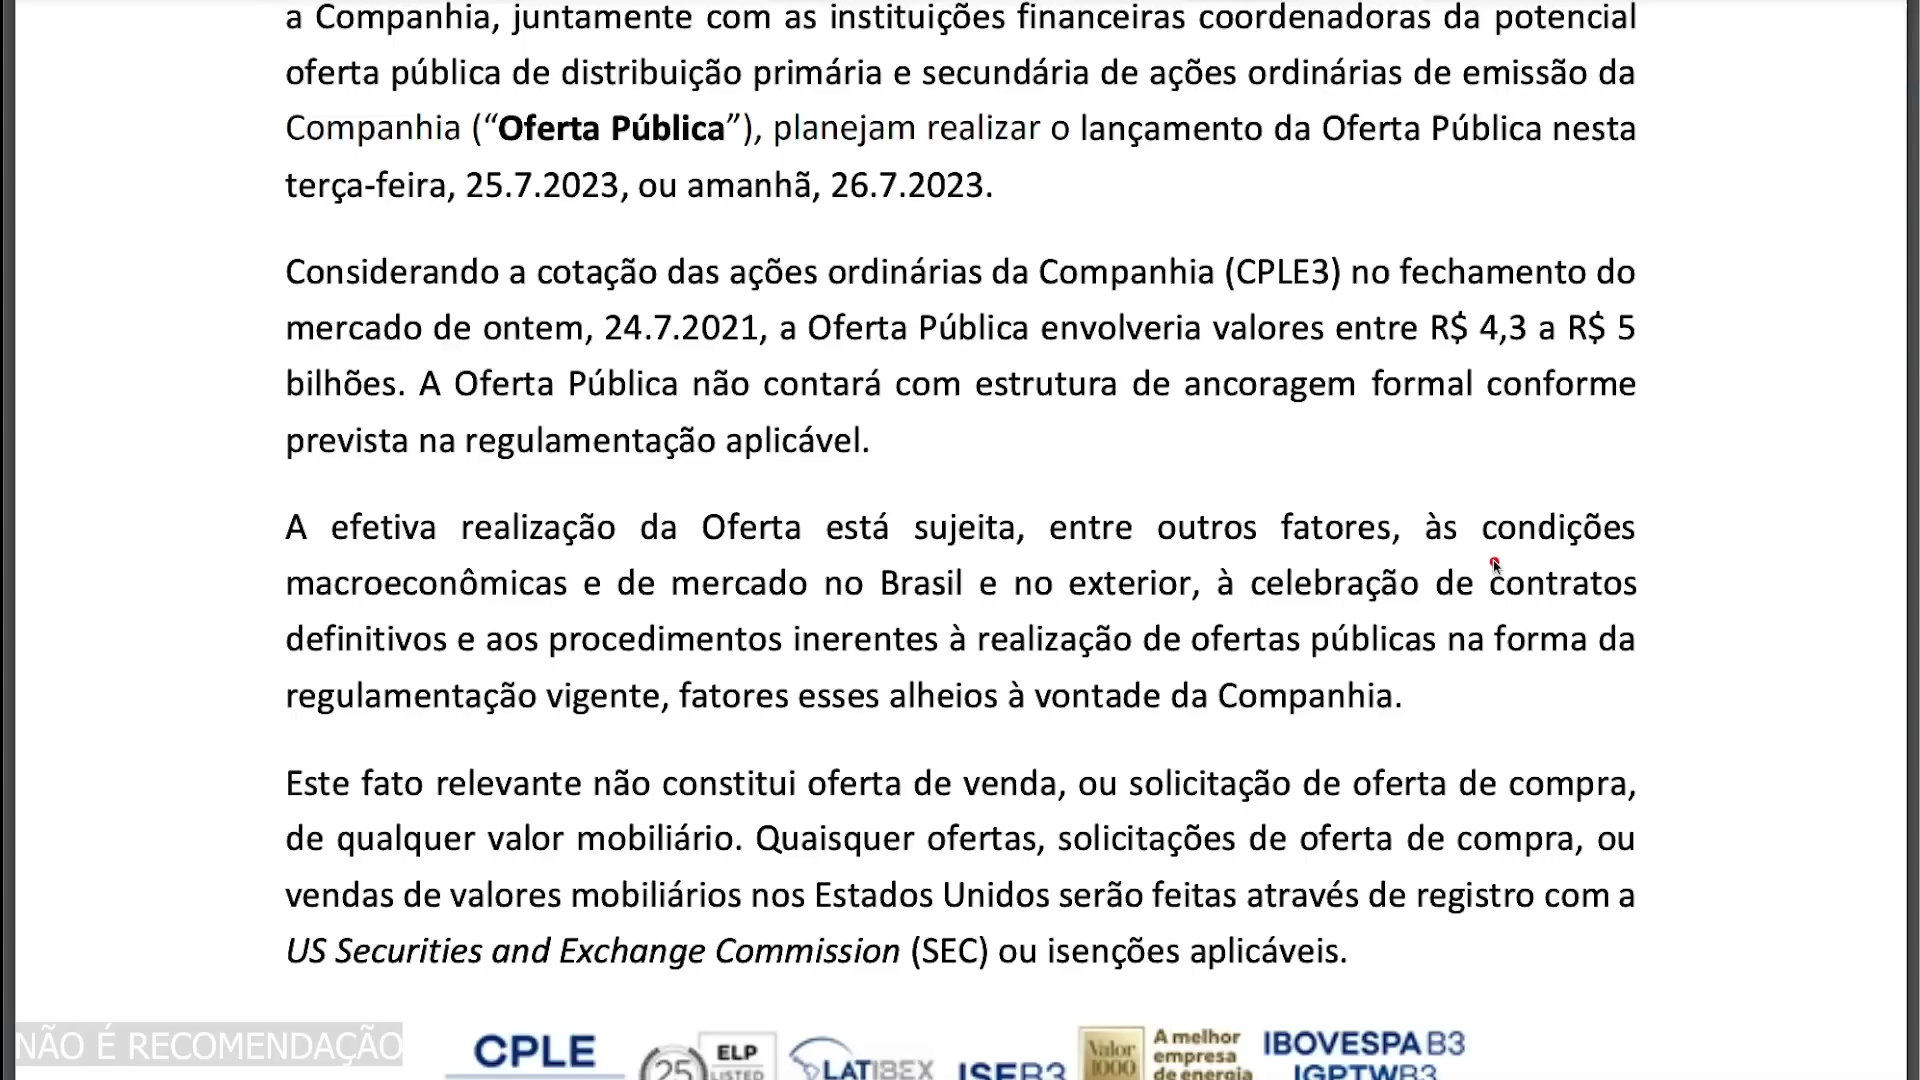 a Companhia, juntamente com as instituições financeiras coordenadoras da potencial
oferta pública de distribuição primária e secundária de ações ordinárias de emissão da
Companhia (“Oferta Pública”), planejam realizar o lançamento da Oferta Pública nesta
terça-feira, 25.7.2023, ou amanhã, 26.7.2023.
Considerando a cotação das ações ordinárias da Companhia (CPLE3) no fechamento do
mercado de ontem, 24.7.2021, a Oferta Pública envolveria valores entre R$ 4,3 a R$ 5
bilhões. A Oferta Pública não contará com estrutura de ancoragem formal conforme
prevista na regulamentação aplicável.
A efetiva realização da Oferta está sujeita, entre outros fatores, às condições
macroeconômicas e de mercado no Brasil e no exterior, à celebração de contratos
definitivos e aos procedimentos inerentes à realização de ofertas públicas na forma da
regulamentação vigente, fatores esses alheios à vontade da Companhia.
Este fato relevante não constitui oferta de venda, ou solicitação de oferta de compra,
de qualquer valor mobiliário. Quaisquer ofertas, solicitações de oferta de compra, ou
vendas de valores mobiliários nos Estados Unidos serão feitas através de registro com a
US Securities and Exchange Commission (SEC) ou isenções aplicáveis.
NÃO É RECOMENDAÇÃO
CPLE
25
ELP
LISTED
LATIBEX
ISEB3
Valor
1000
A melhor
empresa
de energia
IBOVESPA B3
IGPTWB3